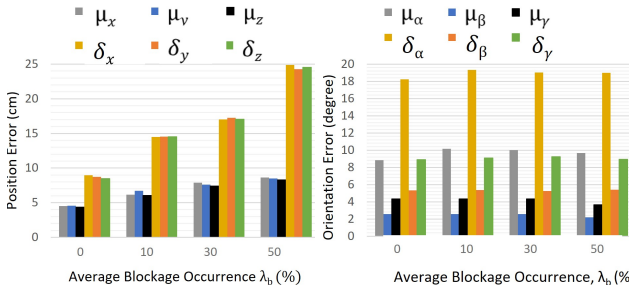 μx μv μz
δx δy δz
Position Error (cm)
25
20
15
10
5
0
0 10 30 50
Average Blockage Occurrence λb (%)
μα μβ μγ
δα δβ δγ
Orientation Error (degree)
20
18
16
14
12
10
8
6
4
2
0
0 10 30 50
Average Blockage Occurrence, λb (%